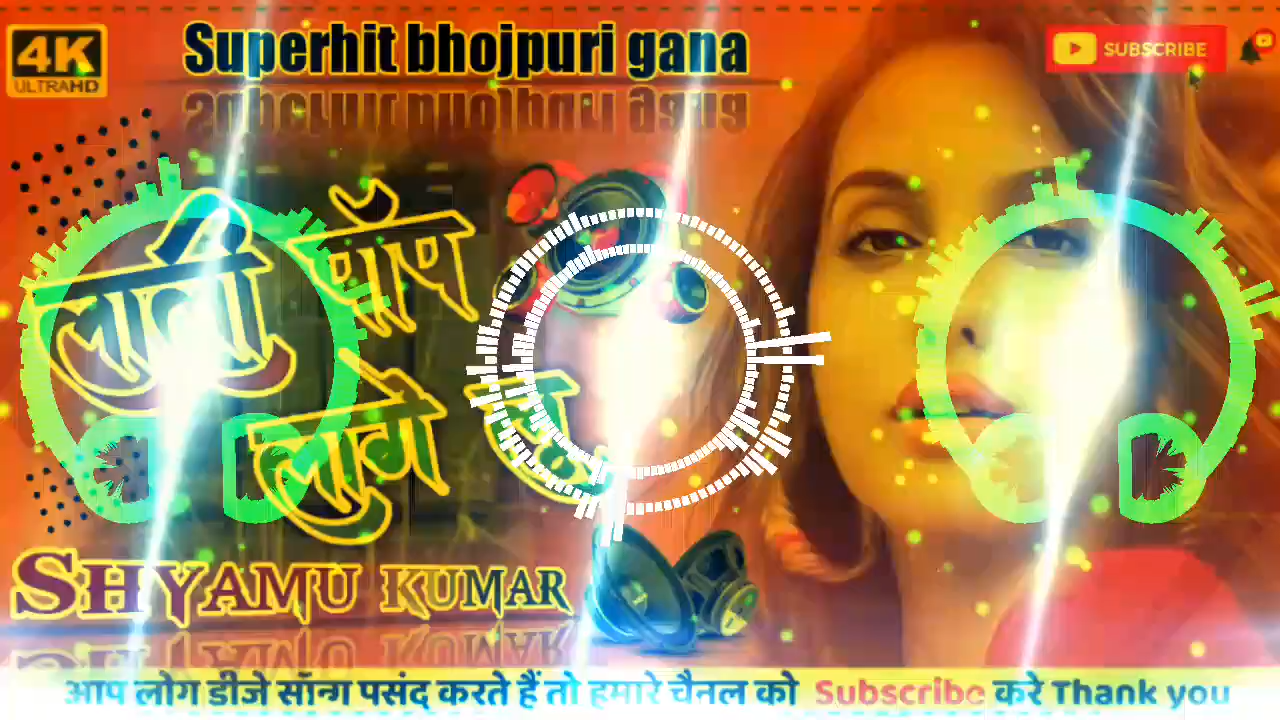 4K
ULTRAHD
Superhit bhojpuri gana
SUBSCRIBE
लाली पॉप
लागे लू
SHYAMU KUMAR
आप लोग डीजे सॉन्ग पसंद करते हैं तो हमारे चैनल को Subscribe करे Thank you